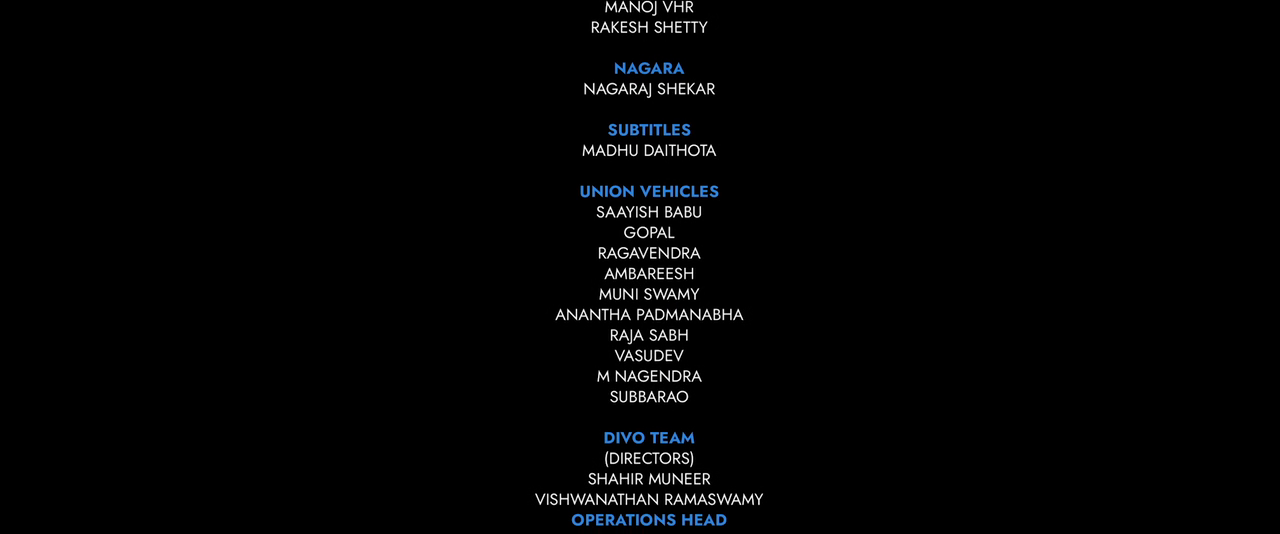 MANOJ VHR
RAKESH SHETTY
NAGARA
NAGARAJ SHEKAR
SUBTITLES
MADHU DAITHOTA
UNION VEHICLES
SAAYISH BABU
GOPAL
RAGAVENDRA
AMBAREESH
MUNI SWAMY
ANANTHA PADMANABHA
RAJA SABH
VASUDEV
M NAGENDRA
SUBBARAO
DIVO TEAM
(DIRECTORS)
SHAHIR MUNEER
VISHWANATHAN RAMASWAMY
OPERATIONS HEAD